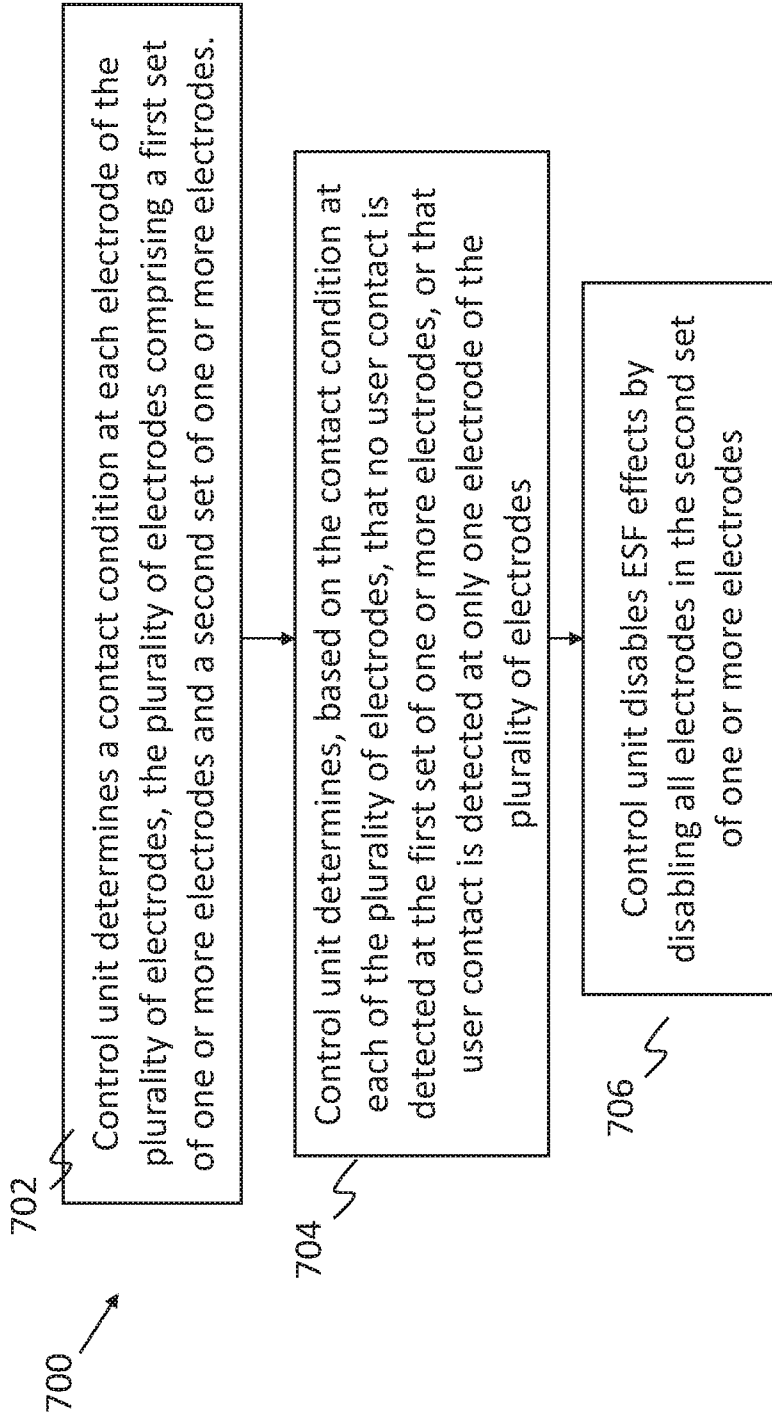 700
702
Control unit determines a contact condition at each electrode of the
plurality of electrodes, the plurality of electrodes comprising a first set
of one or more electrodes and a second set of one or more electrodes.
704
Control unit determines, based on the contact condition at
each of the plurality of electrodes, that no user contact is
detected at the first set of one or more electrodes, or that
user contact is detected at only one electrode of the
plurality of electrodes
706
Control unit disables ESF effects by
disabling all electrodes in the second set
of one or more electrodes